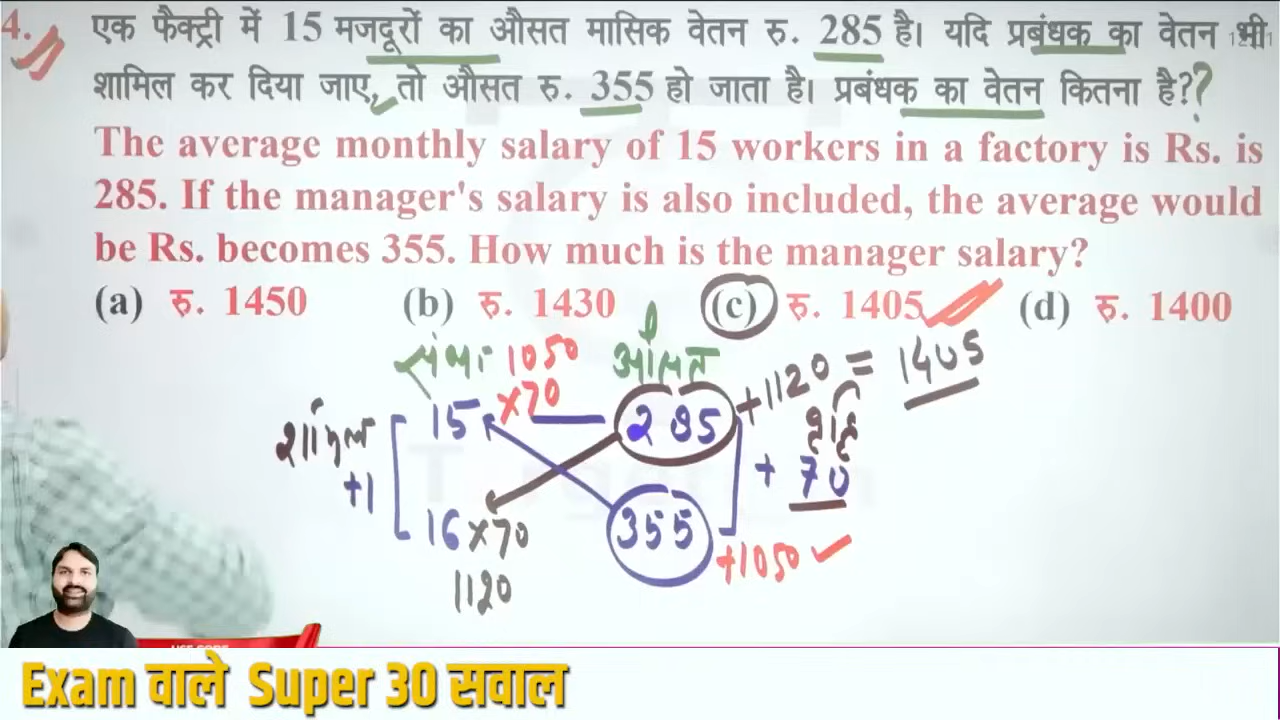 4. एक फैक्ट्री में 15 मजदूरों का औसत मासिक वेतन रु. 285 है। यदि प्रबंधक का वेतन भी
शामिल कर दिया जाए, तो औसत रु. 355 हो जाता है। प्रबंधक का वेतन कितना है??
The average monthly salary of 15 workers in a factory is Rs. is
285. If the manager's salary is also included, the average would
be Rs. becomes 355. How much is the manager salary?
(a) रु. 1450 (b) रु. 1430 (c) रु. 1405 (d) रु. 1400
1050 औसत +1120 = 1405
×70
शामिल 15 285 वृद्धि
+1 + 70
16 ×70 355 +1050
1120
USE CODE
Exam वाले Super 30 सवाल